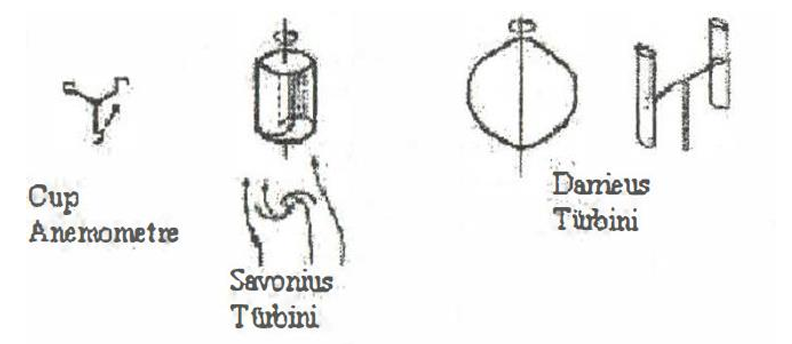 Cup
Anemometre
Savonius
Türbini
Darrieus
Türbini